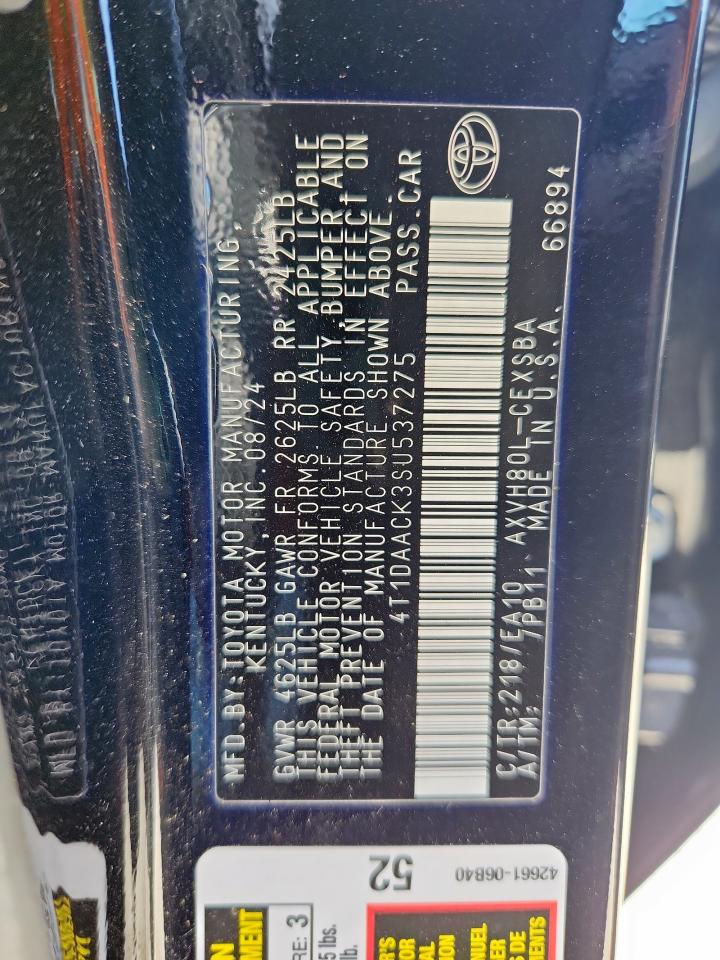 MFD.BY:TOYOTA MOTOR MANUFACTURING,
KENTUCKY,INC. 08/24
GVWR 4625LB GAWR FR 2625LB RR 2425LB
THIS VEHICLE CONFORMS TO ALL APPLICABLE
FEDERAL MOTOR VEHICLE SAFETY,BUMPER,AND
THEFT PREVENTION STANDARDS IN EFFECT ON
THE DATE OF MANUFACTURE SHOWN ABOVE.
4T1DAACK3SU537275 PASS.CAR
C/TR:218/EA10 AXVH80L-CEXSBA 66894
A/TM: /PB11 MADE IN U.S.A.
52
42661-06B40